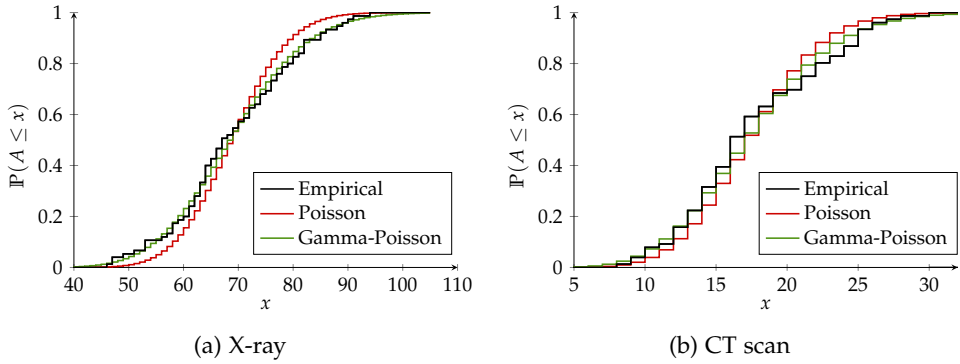 1
0.8
0.6
0.4
0.2
0
ℙ(A ≤ x)
40 50 60 70 80 90 100 110
x
Empirical
Poisson
Gamma-Poisson
(a) X-ray
1
0.8
0.6
0.4
0.2
0
ℙ(A ≤ x)
5 10 15 20 25 30
x
Empirical
Poisson
Gamma-Poisson
(b) CT scan